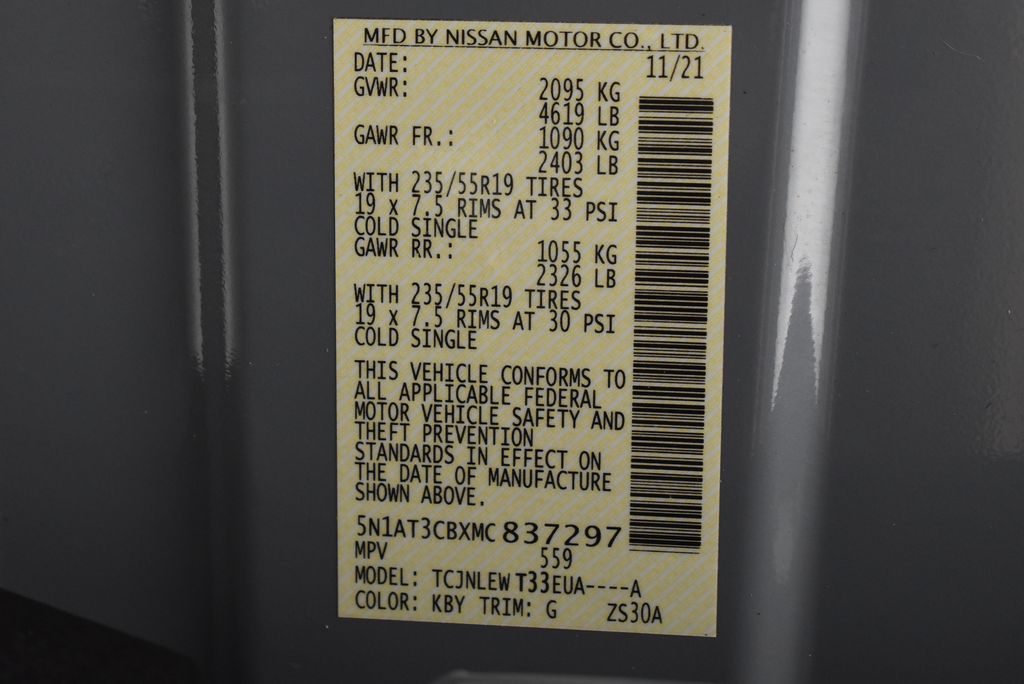 MFD BY NISSAN MOTOR CO., LTD.
DATE: 11/21
GVWR: 2095 KG
4619 LB
GAWR FR.: 1090 KG
2403 LB
WITH 235/55R19 TIRES
19 x 7.5 RIMS AT 33 PSI
COLD SINGLE
GAWR RR.: 1055 KG
2326 LB
WITH 235/55R19 TIRES
19 x 7.5 RIMS AT 30 PSI
COLD SINGLE
THIS VEHICLE CONFORMS TO
ALL APPLICABLE FEDERAL
MOTOR VEHICLE SAFETY AND
THEFT PREVENTION
STANDARDS IN EFFECT ON
THE DATE OF MANUFACTURE
SHOWN ABOVE.
5N1AT3CBXMC837297
MPV 559
MODEL: TCJNLEWT33EUA----A
COLOR: KBY TRIM: G ZS30A